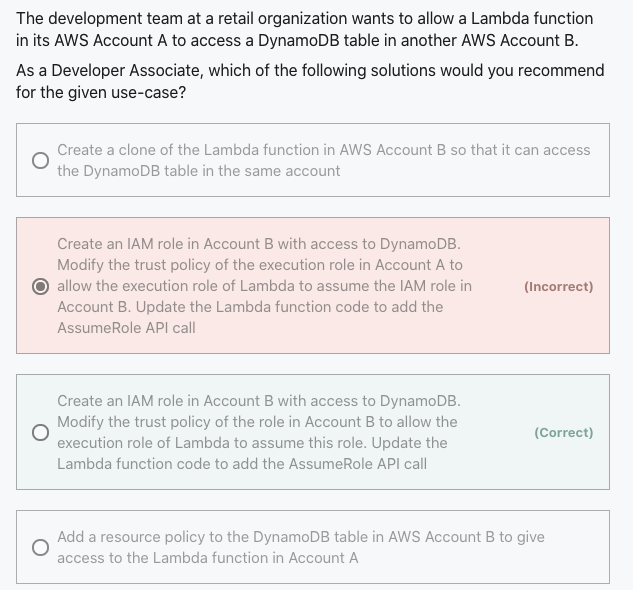 The development team at a retail organization wants to allow a Lambda function
in its AWS Account A to access a DynamoDB table in another AWS Account B.
As a Developer Associate, which of the following solutions would you recommend
for the given use-case?
Create a clone of the Lambda function in AWS Account B so that it can access
the DynamoDB table in the same account
Create an IAM role in Account B with access to DynamoDB.
Modify the trust policy of the execution role in Account A to
allow the execution role of Lambda to assume the IAM role in
Account B. Update the Lambda function code to add the
AssumeRole API call
(Incorrect)
Create an IAM role in Account B with access to DynamoDB.
Modify the trust policy of the role in Account B to allow the
execution role of Lambda to assume this role. Update the
Lambda function code to add the AssumeRole API call
(Correct)
Add a resource policy to the DynamoDB table in AWS Account B to give
access to the Lambda function in Account A